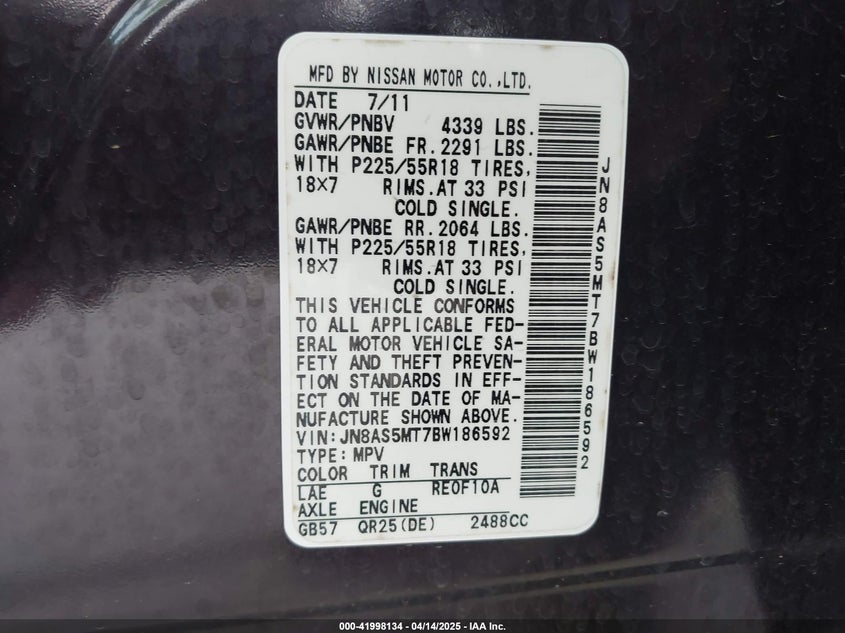 MFD BY NISSAN MOTOR CO.,LTD.
DATE 7/11
GVWR/PNBV 4339 LBS.
GAWR/PNBE FR. 2291 LBS.
WITH P225/55R18 TIRES,
18×7 RIMS.AT 33 PSI
COLD SINGLE.
GAWR/PNBE RR. 2064 LBS.
WITH P225/55R18 TIRES,
18×7 RIMS.AT 33 PSI
COLD SINGLE.
THIS VEHICLE CONFORMS
TO ALL APPLICABLE FED-
ERAL MOTOR VEHICLE SA-
FETY AND THEFT PREVEN-
TION STANDARDS IN EFF-
ECT ON THE DATE OF MA-
NUFACTURE SHOWN ABOVE.
VIN:JN8AS5MT7BW186592
TYPE:MPV
COLOR TRIM TRANS
LAE G RE0F10A
AXLE ENGINE
GB57 QR25(DE) 2488CC
JN8AS5MT7BW186592
000-41998134 - 04/14/2025 - IAA Inc.